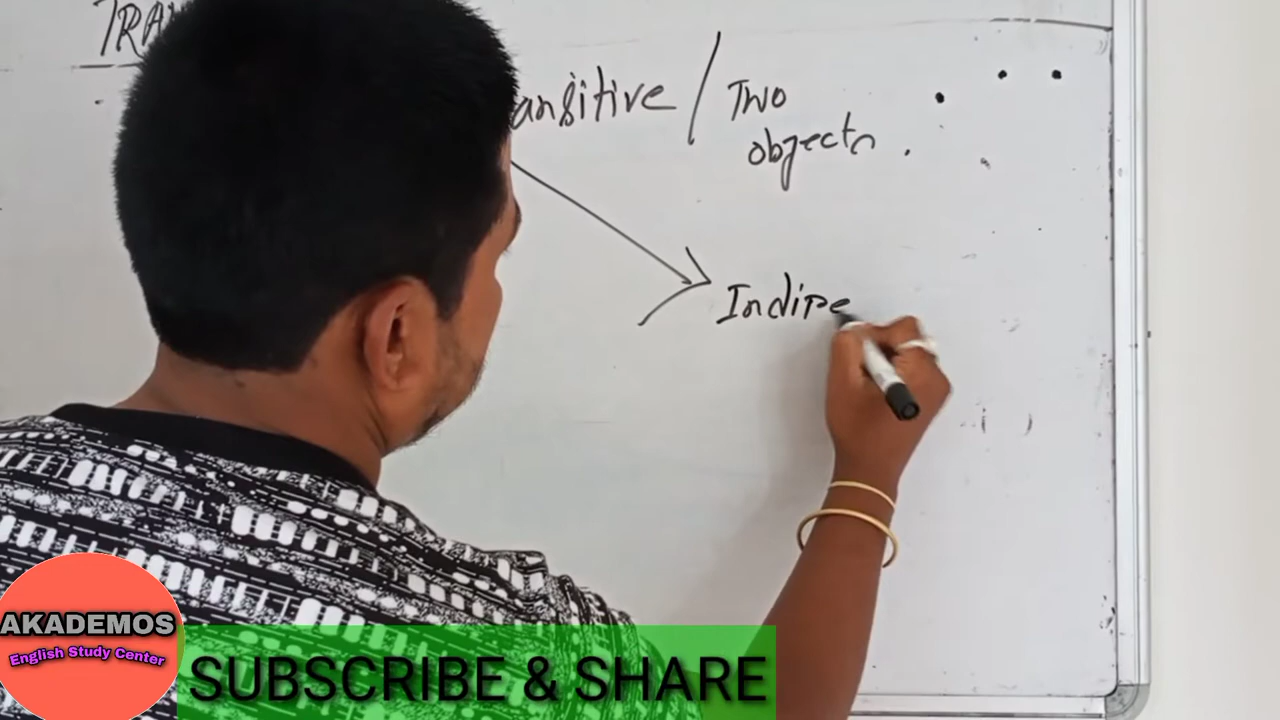 TRA
ansitive / Two
objects.
Indire
AKADEMOS
English Study Center
SUBSCRIBE & SHARE